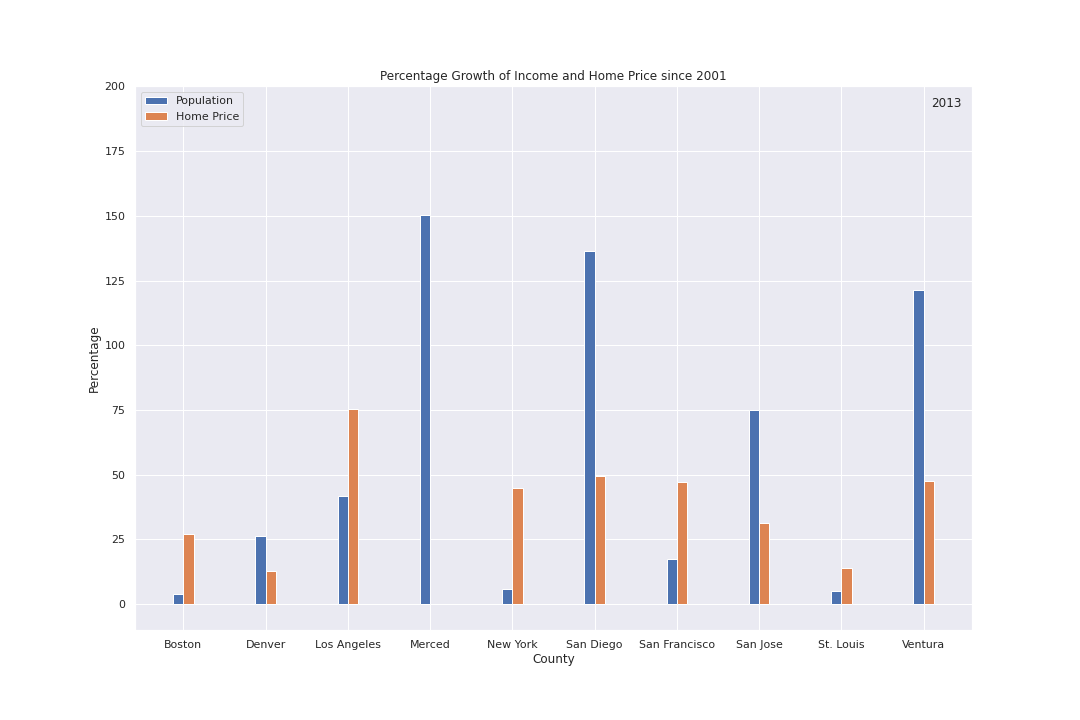 Percentage Growth of Income and Home Price since 2001
200
175
150
125
100
75
50
25
0
Percentage
Population
Home Price
2013
Boston Denver Los Angeles Merced New York San Diego San Francisco San Jose St. Louis Ventura
County